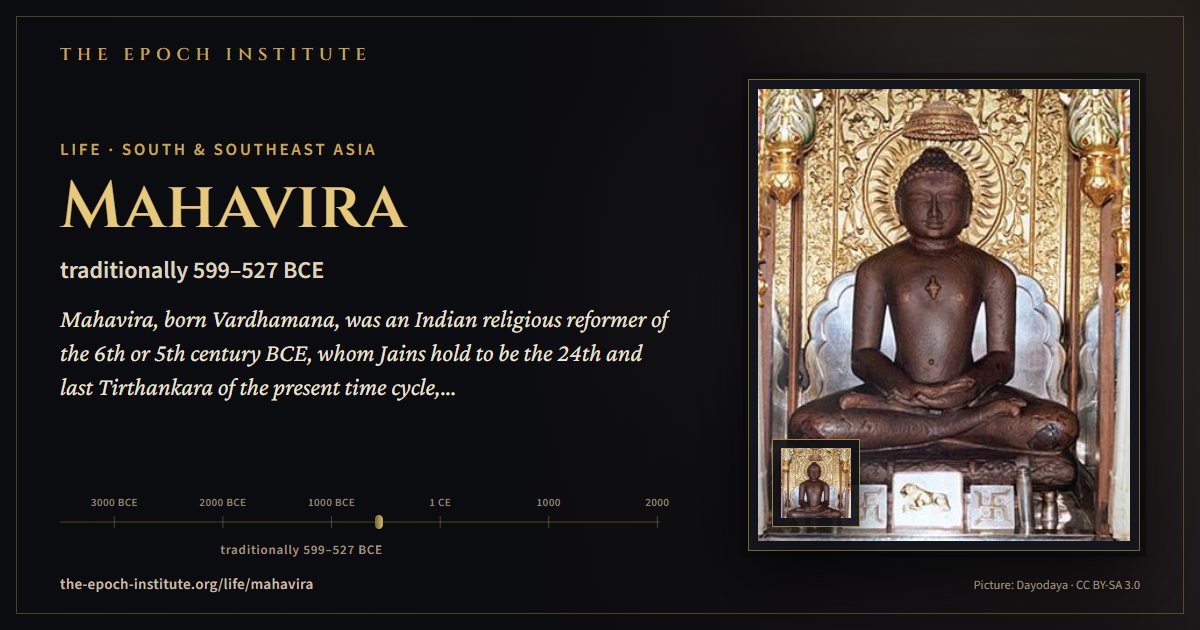 THE EPOCH INSTITUTE
LIFE · SOUTH & SOUTHEAST ASIA
MAHAVIRA
traditionally 599–527 BCE
Mahavira, born Vardhamana, was an Indian religious reformer of
the 6th or 5th century BCE, whom Jains hold to be the 24th and
last Tirthankara of the present time cycle,...
3000 BCE 2000 BCE 1000 BCE 1 CE 1000 2000
traditionally 599–527 BCE
the-epoch-institute.org/life/mahavira
Picture: Dayodaya · CC BY-SA 3.0